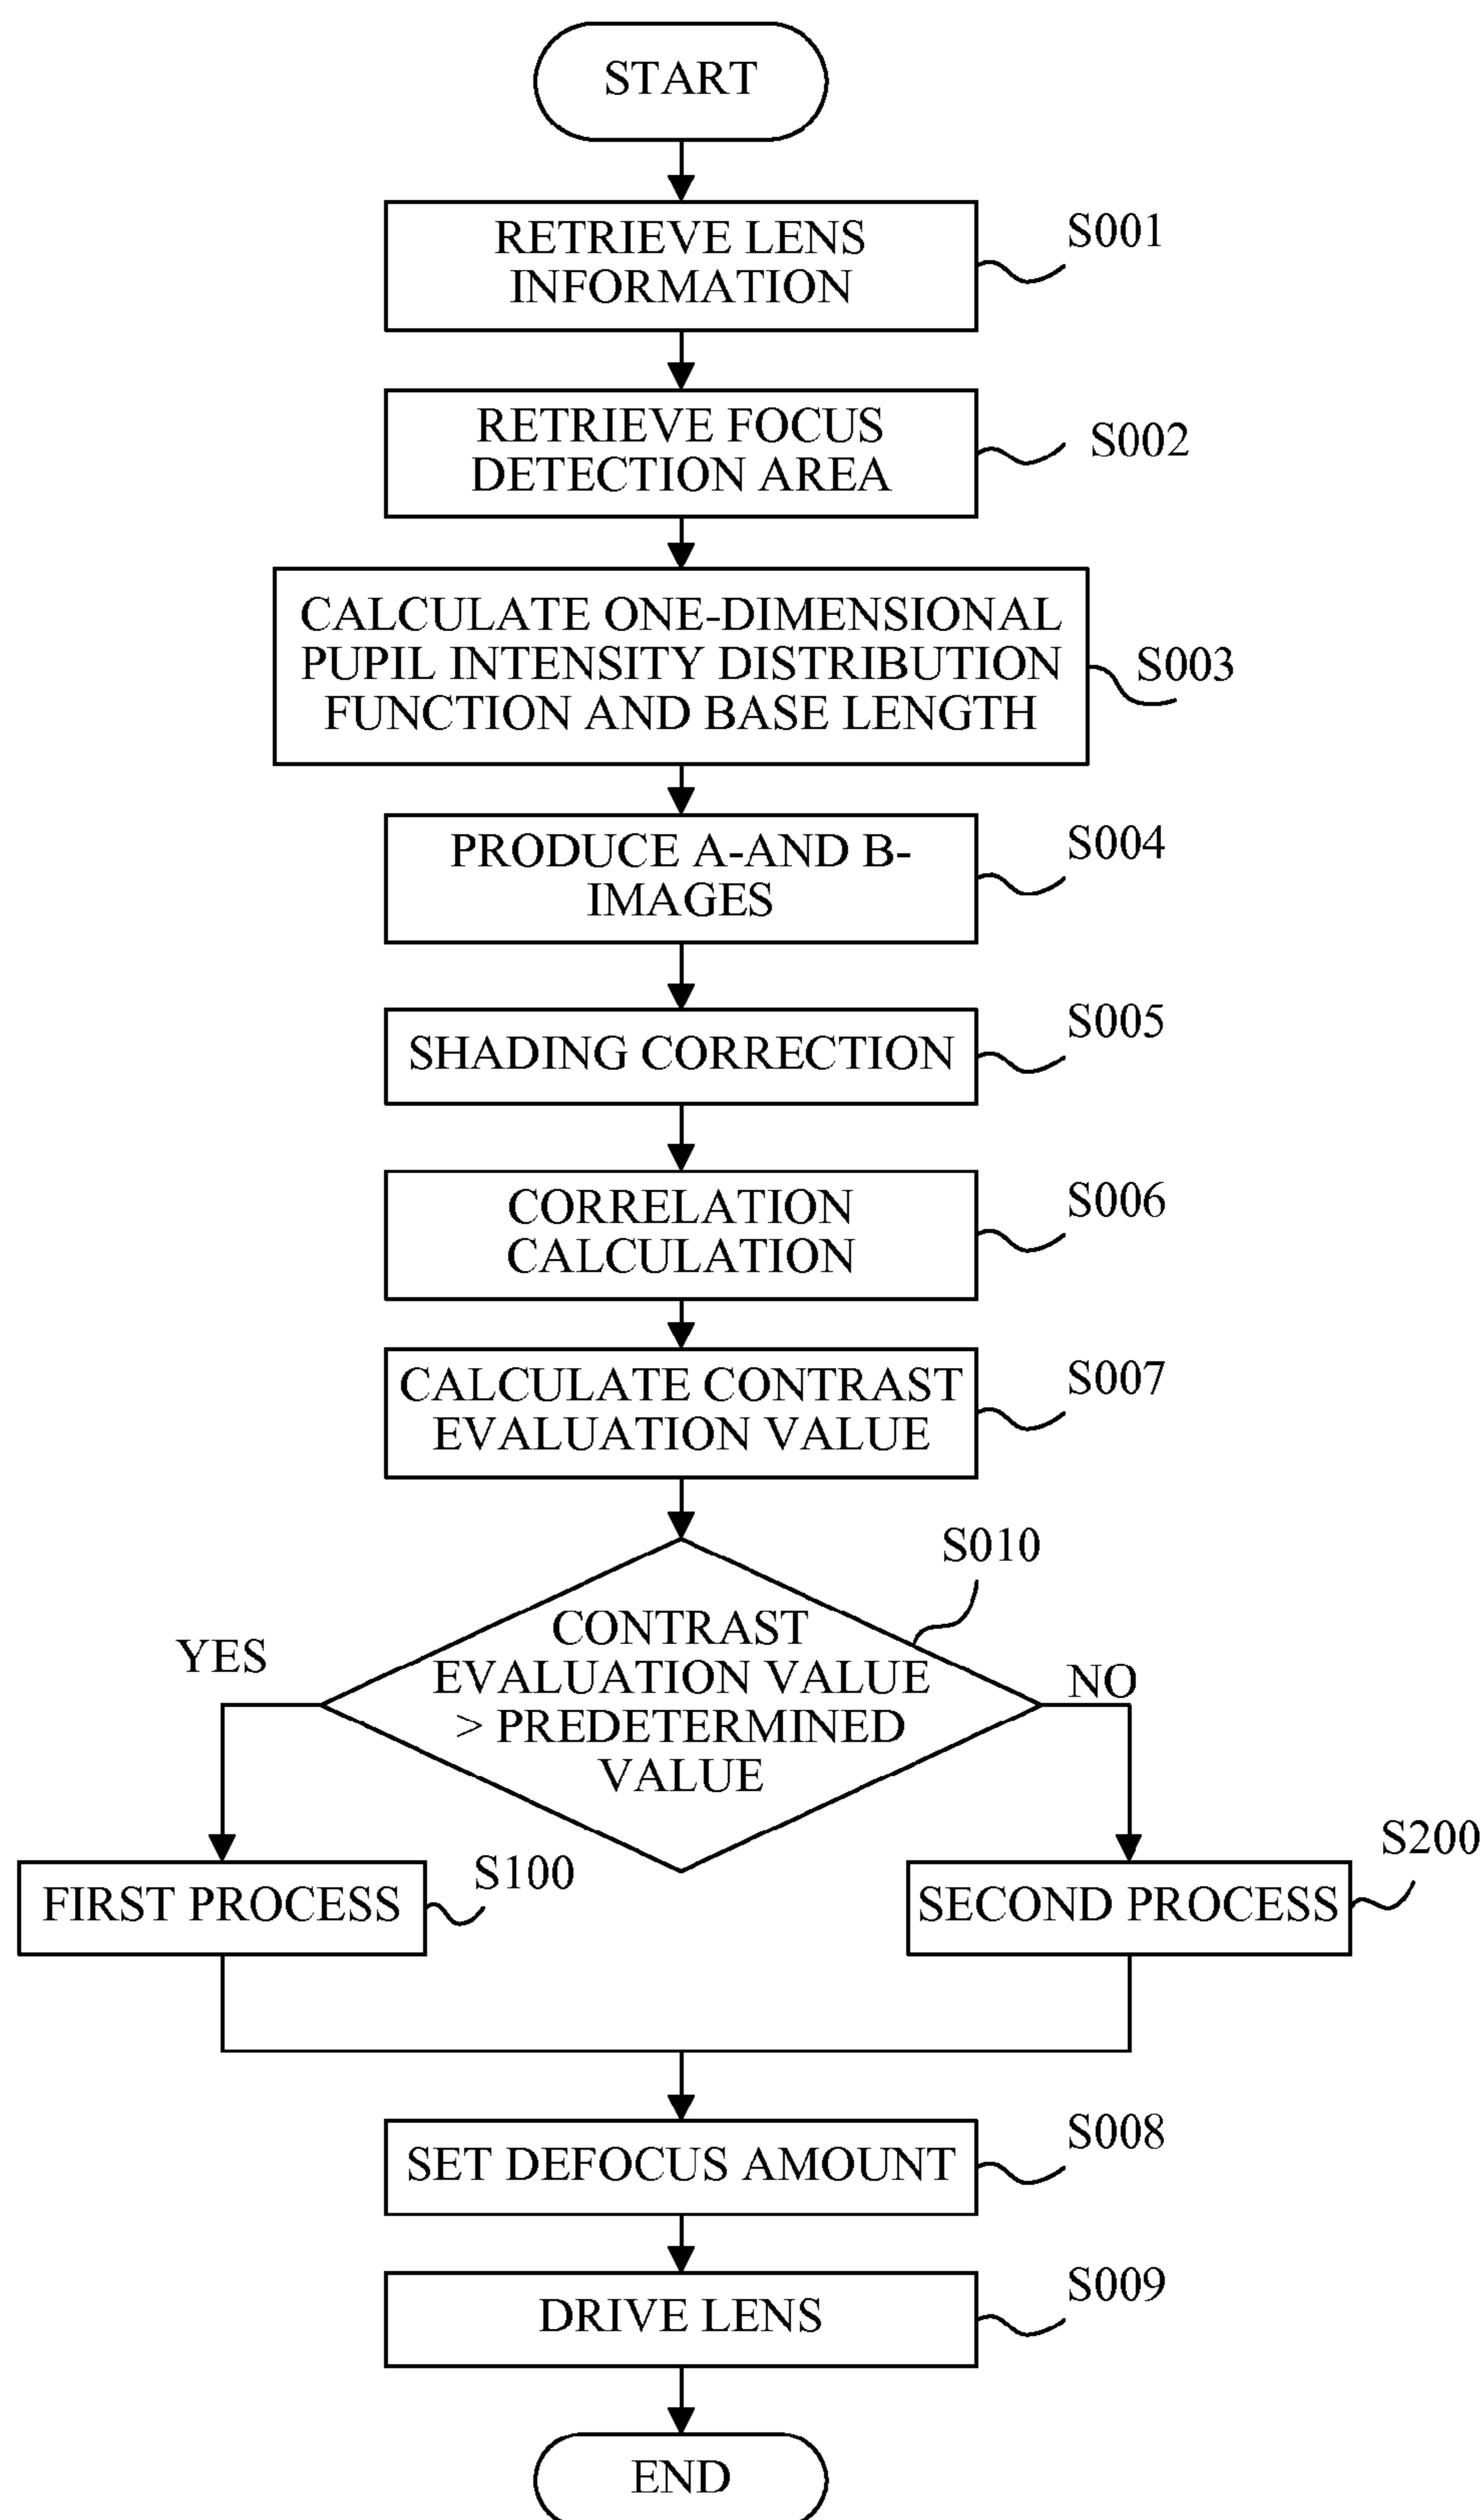 START
RETRIEVE LENS
INFORMATION
S001
RETRIEVE FOCUS
DETECTION AREA
S002
CALCULATE ONE-DIMENSIONAL
PUPIL INTENSITY DISTRIBUTION
FUNCTION AND BASE LENGTH
S003
PRODUCE A-AND B-
IMAGES
S004
SHADING CORRECTION
S005
CORRELATION
CALCULATION
S006
CALCULATE CONTRAST
EVALUATION VALUE
S007
S010
CONTRAST
EVALUATION VALUE
> PREDETERMINED
VALUE
YES
NO
FIRST PROCESS
S100
SECOND PROCESS
S200
SET DEFOCUS AMOUNT
S008
DRIVE LENS
S009
END